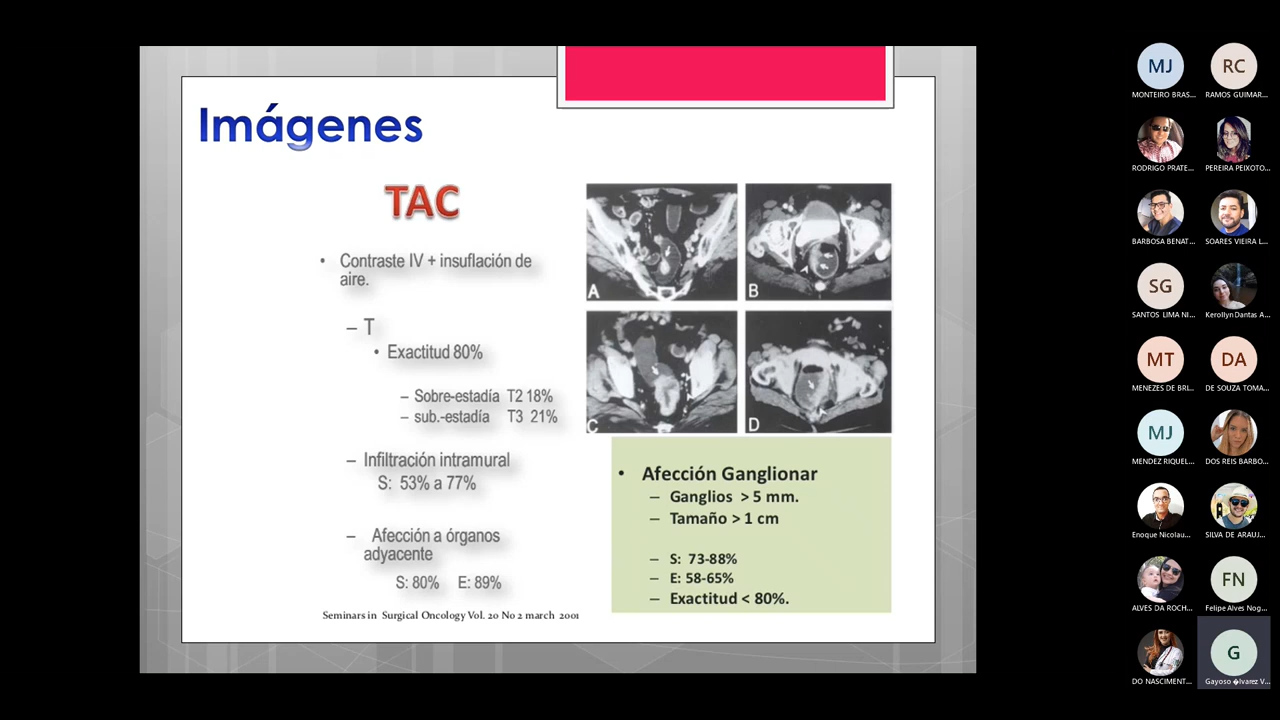 Imágenes
TAC
• Contraste IV + insuflación de
aire.
– T
• Exactitud 80%
– Sobre-estadía T2 18%
– sub.-estadía T3 21%
– Infiltración intramural
S: 53% a 77%
– Afección a órganos
adyacente
S: 80% E: 89%
Seminars in Surgical Oncology Vol. 20 No 2 march 2001
A
B
C
D
• Afección Ganglionar
– Ganglios > 5 mm.
– Tamaño > 1 cm
– S: 73-88%
– E: 58-65%
– Exactitud < 80%.
MJ
RC
MONTEIRO BRAS...
RAMOS GUIMAR...
RODRIGO PRATE...
PEREIRA PEIXOTO...
BARBOSA BENAT...
SOARES VIEIRA L...
SG
SANTOS LIMA NI...
Kerollyn Dantas A...
MT
DA
MENEZES DE BRI...
DE SOUZA TOMA...
MJ
MENDEZ RIQUEL...
DOS REIS BARBO...
Enoque Nicolau...
SILVA DE ARAUJ...
FN
ALVES DA ROCH...
Felipe Alves Nog...
G
DO NASCIMENT...
Gayoso �lvarez V...